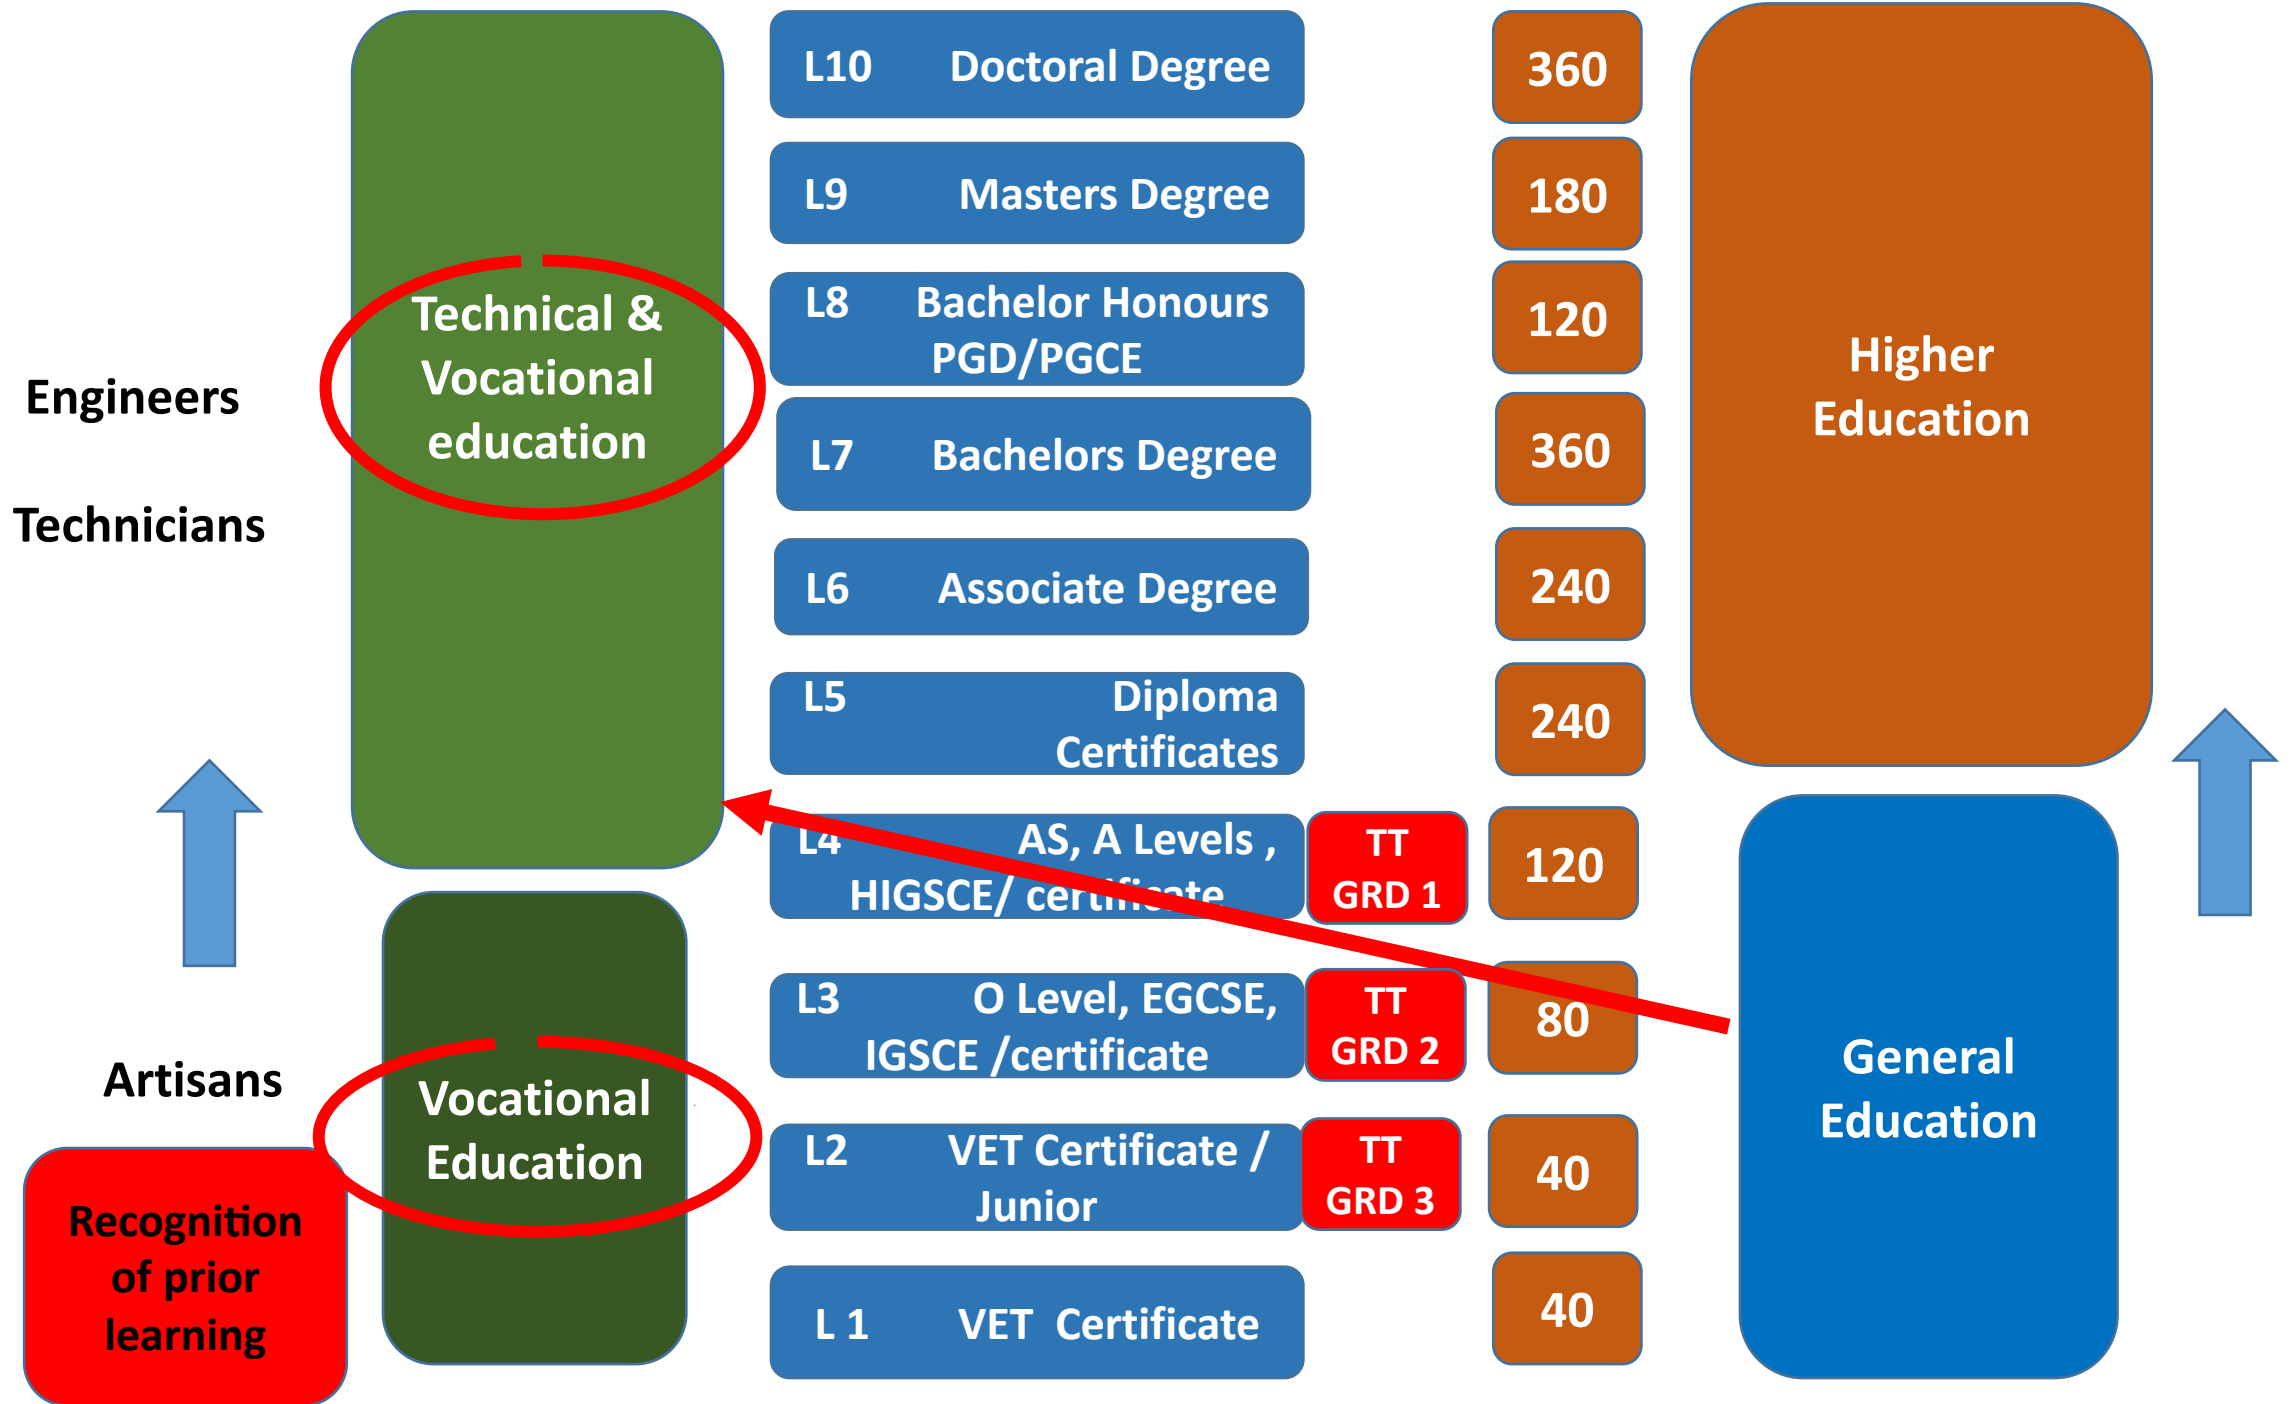 Engineers
Technicians
Artisans
Recognition
of prior
learning
Technical &
Vocational
education
Vocational
Education
L10 Doctoral Degree
360
L9 Masters Degree
180
L8 Bachelor Honours
PGD/PGCE
120
L7 Bachelors Degree
360
L6 Associate Degree
240
L5 Diploma
Certificates
240
L4 AS, A Levels ,
HIGSCE/ certificate
TT
GRD 1
120
L3 O Level, EGCSE,
IGSCE /certificate
TT
GRD 2
80
L2 VET Certificate /
Junior
TT
GRD 3
40
L 1 VET Certificate
40
Higher
Education
General
Education